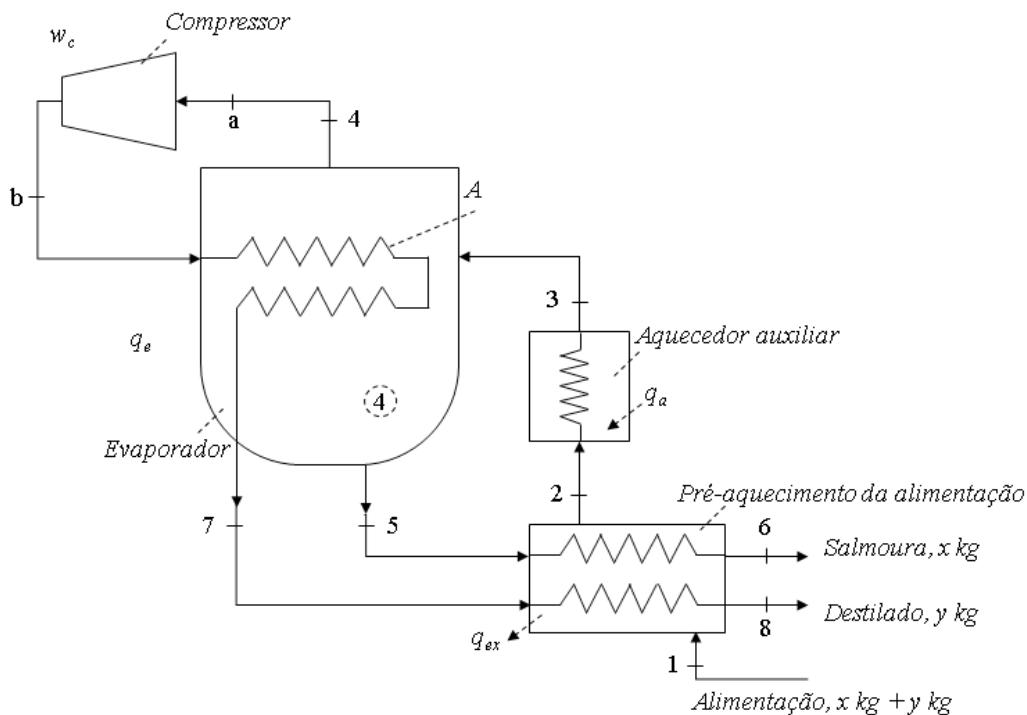 Compressor
w_c
a
4
b
A
3
Aquecedor auxiliar
q_e
q_a
4
Evaporador
2
Pré-aquecimento da alimentação
7
5
6
Salmoura, x kg
Destilado, y kg
q_ex
8
1
Alimentação, x kg + y kg